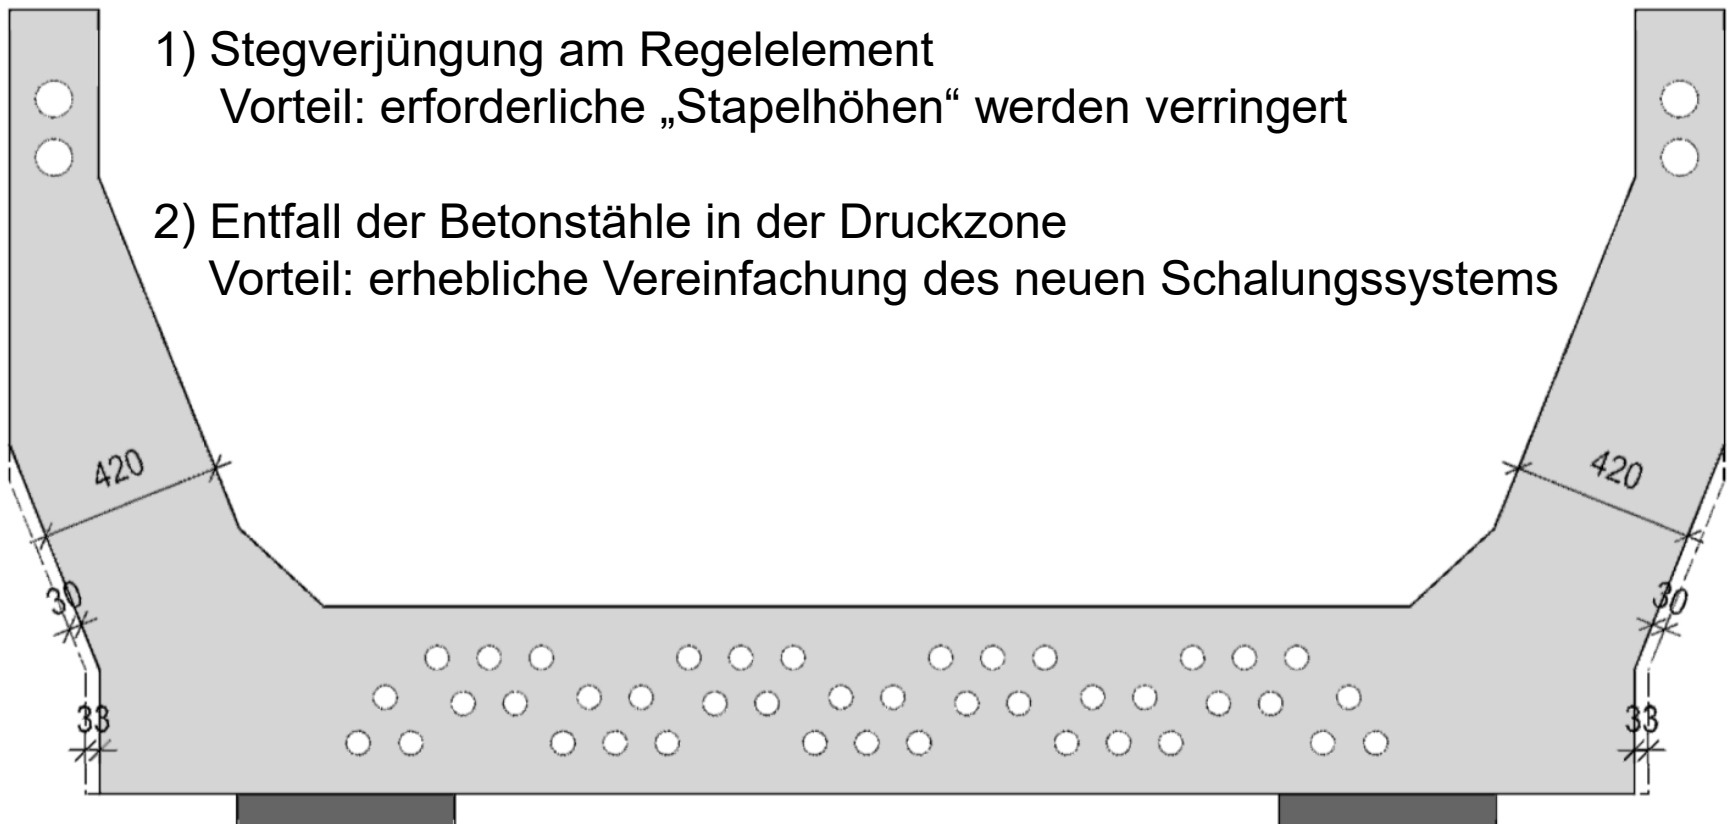 1) Stegverjüngung am Regelelement
Vorteil: erforderliche „Stapelhöhen“ werden verringert
2) Entfall der Betonstähle in der Druckzone
Vorteil: erhebliche Vereinfachung des neuen Schalungssystems
420
420
30
30
33
33